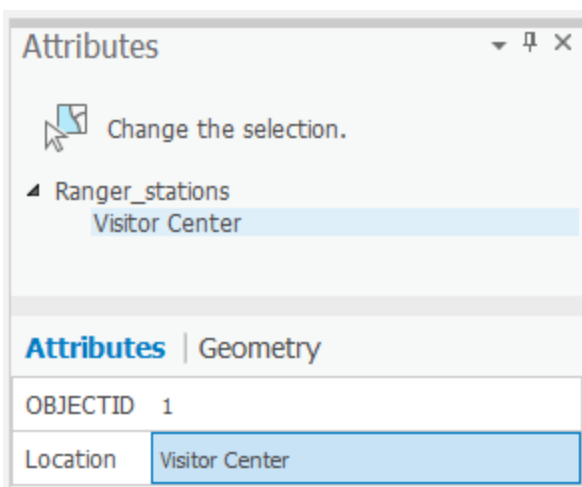 Attributes
Change the selection.
Ranger_stations
Visitor Center
Attributes | Geometry
OBJECTID 1
Location Visitor Center